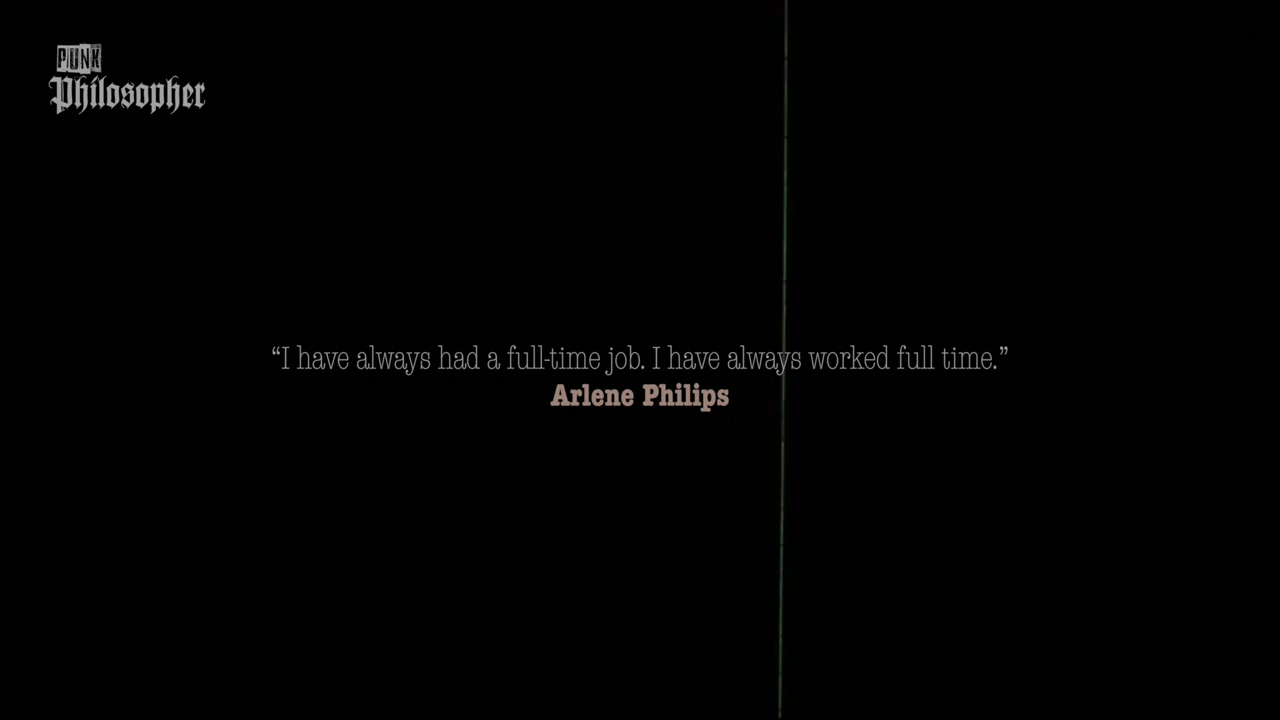 PUNK
Philosopher
“I have always had a full-time job. I have always worked full time.”
Arlene Philips